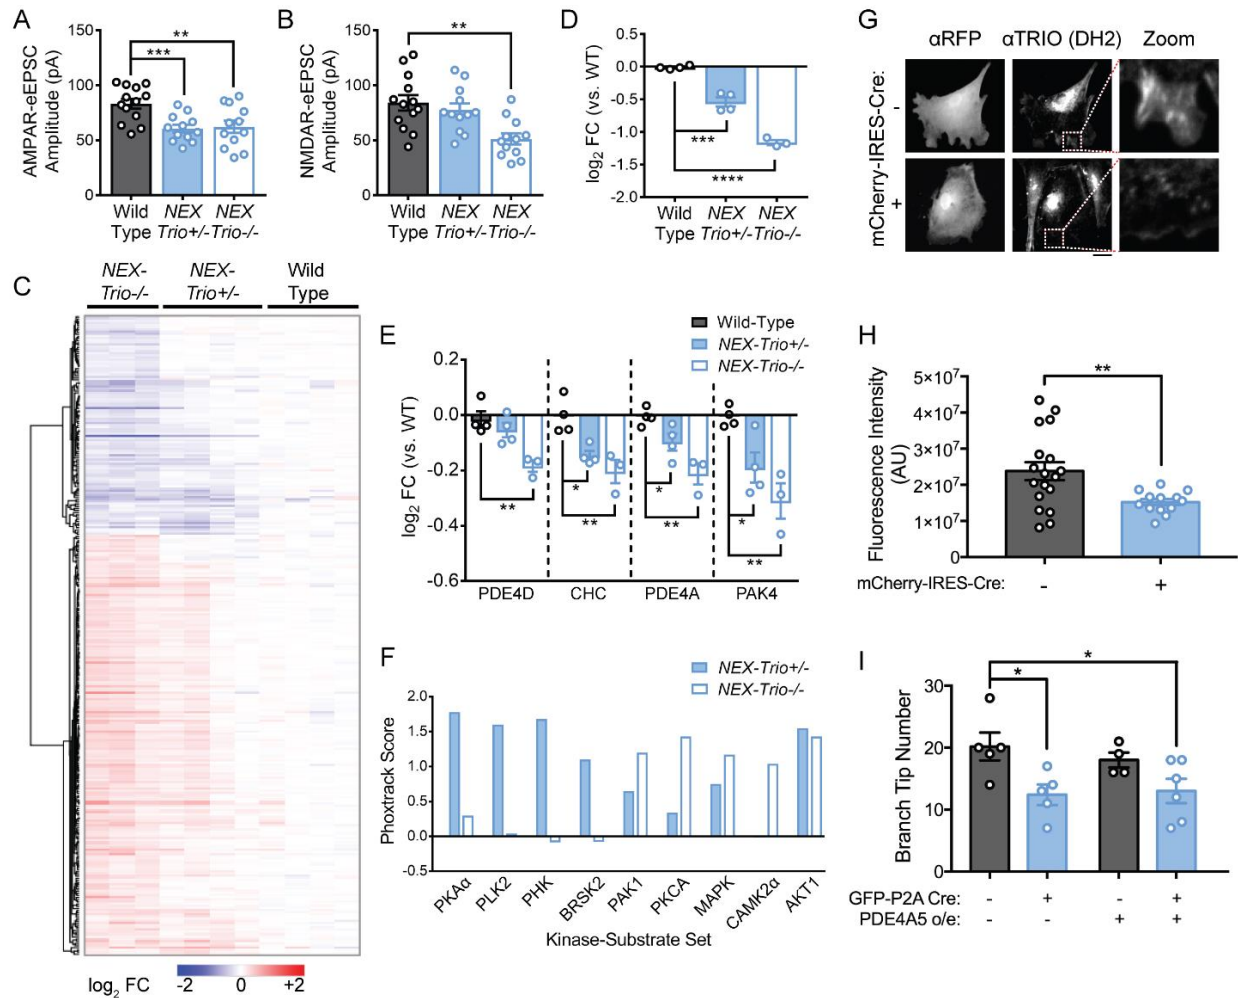 A
AMPAR-eEPSC
Amplitude (pA)
150
100
50
0
**
***
Wild
Type
NEX
Trio+/-
NEX
Trio-/-
B
NMDAR-eEPSC
Amplitude (pA)
150
100
50
0
**
Wild
Type
NEX
Trio+/-
NEX
Trio-/-
D
log2 FC (vs. WT)
0.5
0.0
-0.5
-1.0
-1.5
-2.0
***
****
Wild
Type
NEX
Trio+/-
NEX
Trio-/-
G
αRFP
αTRIO (DH2)
Zoom
mCherry-IRES-Cre:
-
+
C
NEX-
Trio-/-
NEX-
Trio+/-
Wild
Type
log2 FC
-2
0
+2
E
Wild-Type
NEX-Trio+/-
NEX-Trio-/-
log2 FC (vs. WT)
0.2
0.0
-0.2
-0.4
-0.6
**
*
**
*
**
*
**
PDE4D
CHC
PDE4A
PAK4
F
NEX-Trio+/-
NEX-Trio-/-
Phoxtrack Score
2.0
1.5
1.0
0.5
0.0
-0.5
PKAα
PLK2
PHK
BRSK2
PAK1
PKCA
MAPK
CAMK2α
AKT1
Kinase-Substrate Set
H
Fluorescence Intensity
(AU)
5×10⁷
4×10⁷
3×10⁷
2×10⁷
1×10⁷
0
**
mCherry-IRES-Cre:
-
+
I
Branch Tip Number
30
20
10
0
*
*
GFP-P2A Cre: - + - +
PDE4A5 o/e: - - + +